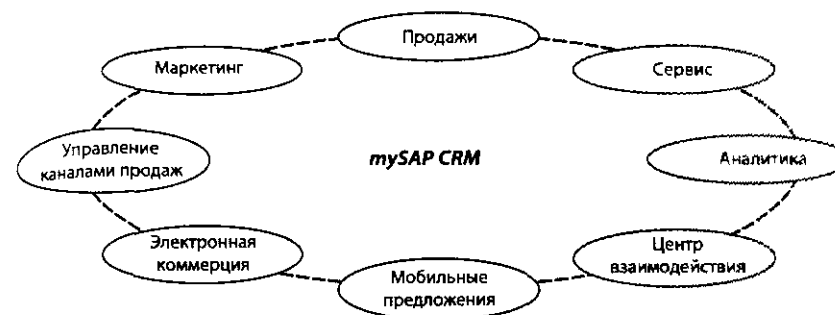 Продажи
Маркетинг
Сервис
Управление
каналами продаж
mySAP CRM
Аналитика
Электронная
коммерция
Центр
взаимодействия
Мобильные
предложения